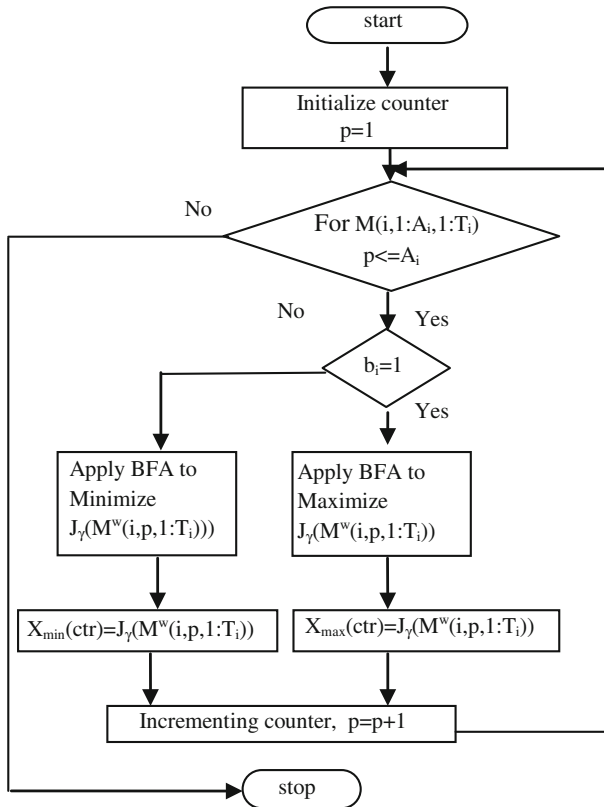 start
Initialize counter
p=1
No
For M(i,1:Aᵢ,1:Tᵢ)
p<=Aᵢ
No
Yes
bᵢ=1
Yes
Apply BFA to
Minimize
Jᵧ(Mʷ(i,p,1:Tᵢ)))
Apply BFA to
Maximize
Jᵧ(Mʷ(i,p,1:Tᵢ))
Xmin(ctr)=Jᵧ(Mʷ(i,p,1:Tᵢ))
Xmax(ctr)=Jᵧ(Mʷ(i,p,1:Tᵢ))
Incrementing counter, p=p+1
stop